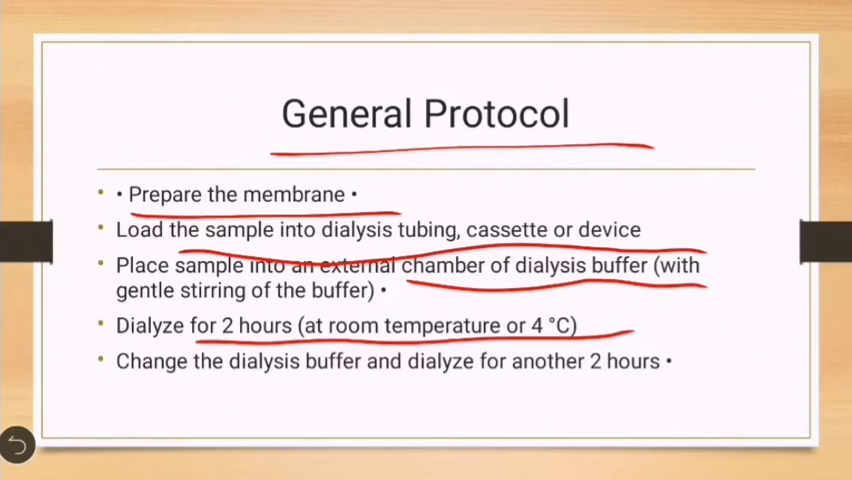 General Protocol
• • Prepare the membrane •
• Load the sample into dialysis tubing, cassette or device
• Place sample into an external chamber of dialysis buffer (with
gentle stirring of the buffer) •
• Dialyze for 2 hours (at room temperature or 4 °C)
• Change the dialysis buffer and dialyze for another 2 hours •